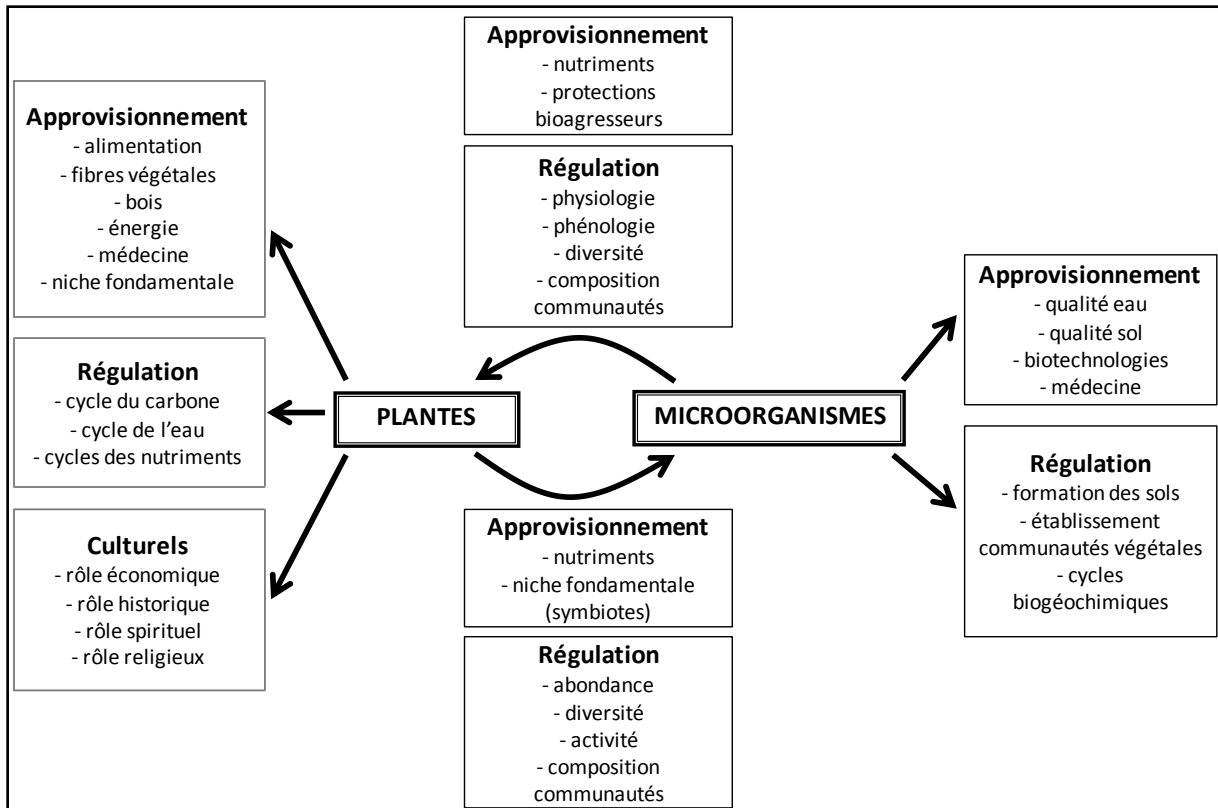 Approvisionnement
- alimentation
- fibres végétales
- bois
- énergie
- médecine
- niche fondamentale
Régulation
- cycle du carbone
- cycle de l’eau
- cycles des nutriments
Culturels
- rôle économique
- rôle historique
- rôle spirituel
- rôle religieux
Approvisionnement
- nutriments
- protections
bioagresseurs
Régulation
- physiologie
- phénologie
- diversité
- composition
communautés
PLANTES
MICROORGANISMES
Approvisionnement
- nutriments
- niche fondamentale
(symbiotes)
Régulation
- abondance
- diversité
- activité
- composition
communautés
Approvisionnement
- qualité eau
- qualité sol
- biotechnologies
- médecine
Régulation
- formation des sols
- établissement
communautés végétales
- cycles
biogéochimiques